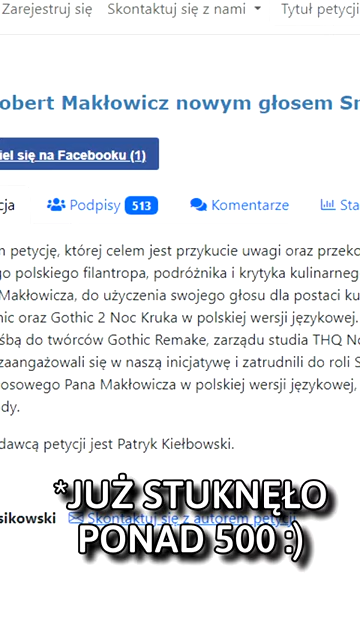 Zarejestruj się Skontaktuj się z nami Tytuł petycji
obert Makłowicz nowym głosem
iel się na Facebooku (1)
cja Podpisy 513 Komentarze Sta
petycję, której celem jest przykucie uwagi oraz przeko
go polskiego filantropa, podróżnika i krytyka kulinarneg
Makłowicza, do użyczenia swojego głosu dla postaci ku
nic oraz Gothic 2 Noc Kruka w polskiej wersji językowej.
śbą do twórców Gothic Remake, zarządu studia THQ No
zaangażowali się w naszą inicjatywę i zatrudnili do roli S
osowego Pana Makłowicza w polskiej wersji językowej,
dy.
dawcą petycji jest Patryk Kiełbowski.
sikowski Skontaktuj się z autorem petycji
*JUŻ STUKNĘŁO
PONAD 500 :)